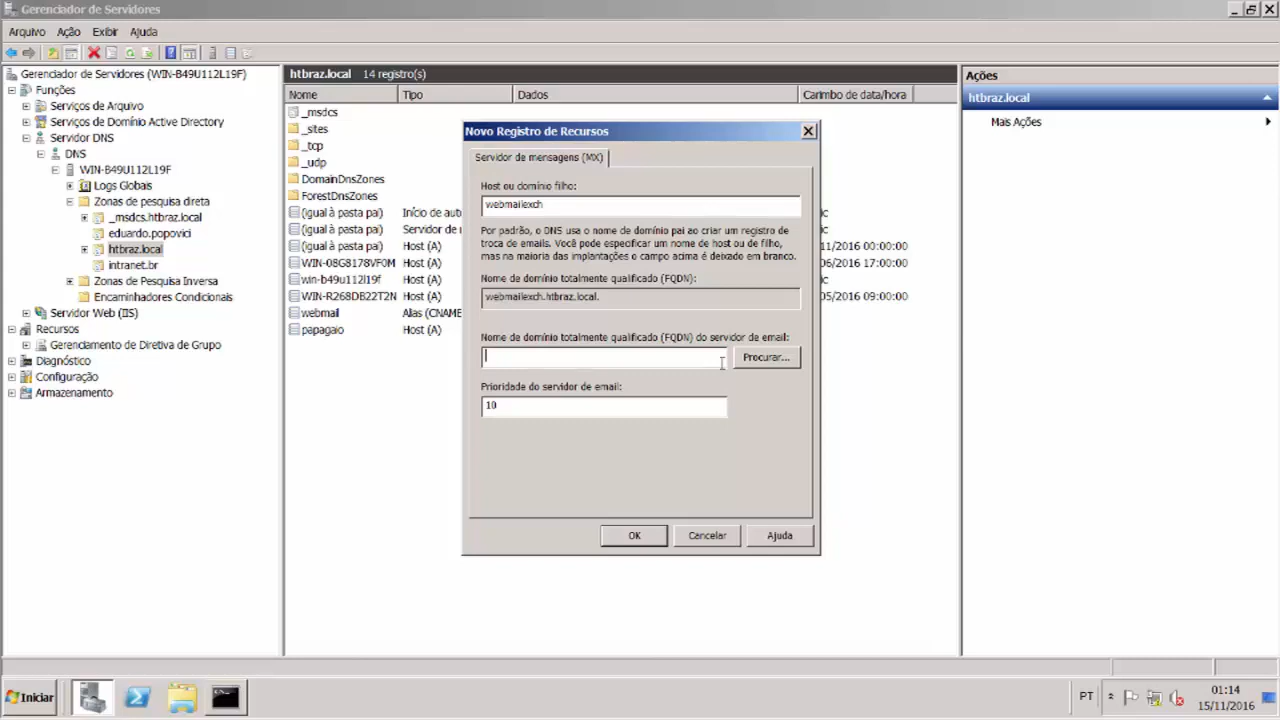 Gerenciador de Servidores
Arquivo Ação Exibir Ajuda
Gerenciador de Servidores (WIN-B49U112L19F)
Funções
Serviços de Arquivo
Serviços de Domínio Active Directory
Servidor DNS
DNS
WIN-B49U112L19F
Logs Globais
Zonas de pesquisa direta
_msdcs.htbraz.local
eduardo.popovici
htbraz.local
intranet.br
Zonas de Pesquisa Inversa
Encaminhadores Condicionais
Servidor Web (IIS)
Recursos
Gerenciamento de Diretiva de Grupo
Diagnóstico
Configuração
Armazenamento
htbraz.local 14 registro(s)
Nome Tipo Dados Carimbo de data/hora
_msdcs
_sites
_tcp
_udp
DomainDnsZones
ForestDnsZones
(igual à pasta pai) Início de aut ic
(igual à pasta pai) Servidor de ic
(igual à pasta pai) Host (A) 11/2016 00:00:00
WIN-08G8178VF0M Host (A) 06/2016 17:00:00
win-b49u112l19f Host (A) ic
WIN-R268DB22T2N Host (A) 05/2016 09:00:00
webmail Alias (CNAME
papagaio Host (A)
Novo Registro de Recursos
Servidor de mensagens (MX)
Host ou domínio filho:
webmailexch
Por padrão, o DNS usa o nome de domínio pai ao criar um registro de
troca de emails. Você pode especificar um nome de host ou de filho,
mas na maioria das implantações o campo acima é deixado em branco.
Nome de domínio totalmente qualificado (FQDN):
webmailexch.htbraz.local.
Nome de domínio totalmente qualificado (FQDN) do servidor de email:
Procurar...
Prioridade do servidor de email:
10
OK Cancelar Ajuda
Ações
htbraz.local
Mais Ações
Iniciar
PT
01:14
15/11/2016